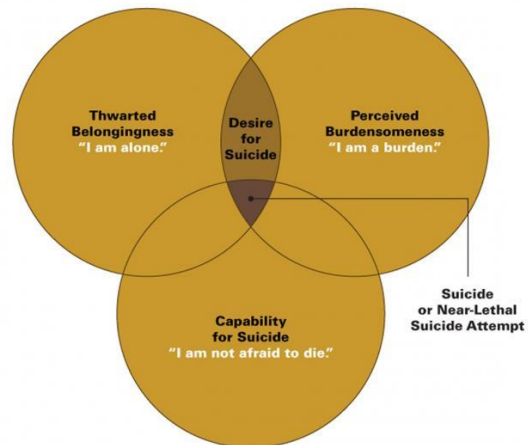 Thwarted
Belongingness
"I am alone."
Desire
for
Suicide
Perceived
Burdensomeness
"I am a burden."
Capability
for Suicide
"I am not afraid to die."
Suicide
or Near-Lethal
Suicide Attempt